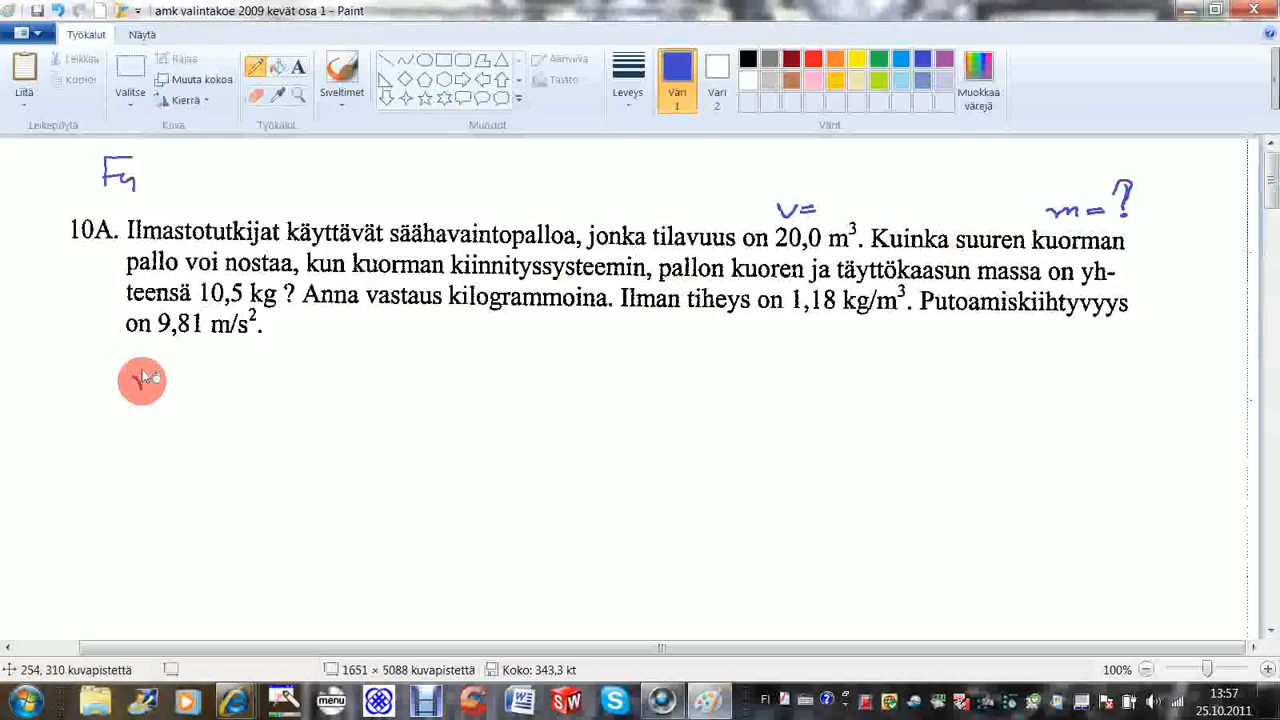 amk valintakoe 2009 kevät osa 1 - Paint
Työkalut Näytä
Liitä
Leikkaa
Kopioi
Leikepöytä
Valitse
Rajaa
Muuta kokoa
Kierrä
Kuva
A
Työkalut
Siveltimet
Muodot
Ääriviiva
Täyttö
Leveys
Väri 1
Väri 2
Muokkaa värejä
Värit
V= m=?
10A. Ilmastotutkijat käyttävät säähavaintopalloa, jonka tilavuus on 20,0 m³. Kuinka suuren kuorman
pallo voi nostaa, kun kuorman kiinnityssysteemin, pallon kuoren ja täyttökaasun massa on yh-
teensä 10,5 kg ? Anna vastaus kilogrammoina. Ilman tiheys on 1,18 kg/m³. Putoamiskiihtyvyys
on 9,81 m/s².
254, 310 kuvapistettä 1651 × 5088 kuvapistettä Koko: 343,3 kt 100%
menu FI 13:57
25.10.2011